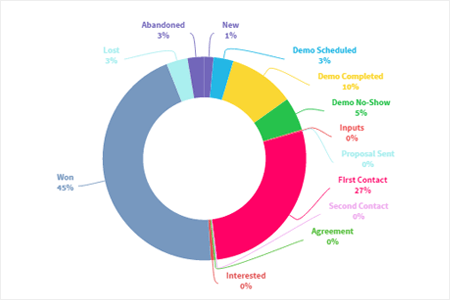 Abandoned
3%
New
1%
Lost
3%
Demo Scheduled
3%
Demo Completed
10%
Demo No-Show
5%
Inputs
0%
Proposal Sent
0%
First Contact
27%
Won
45%
Second Contact
0%
Agreement
0%
Interested
0%